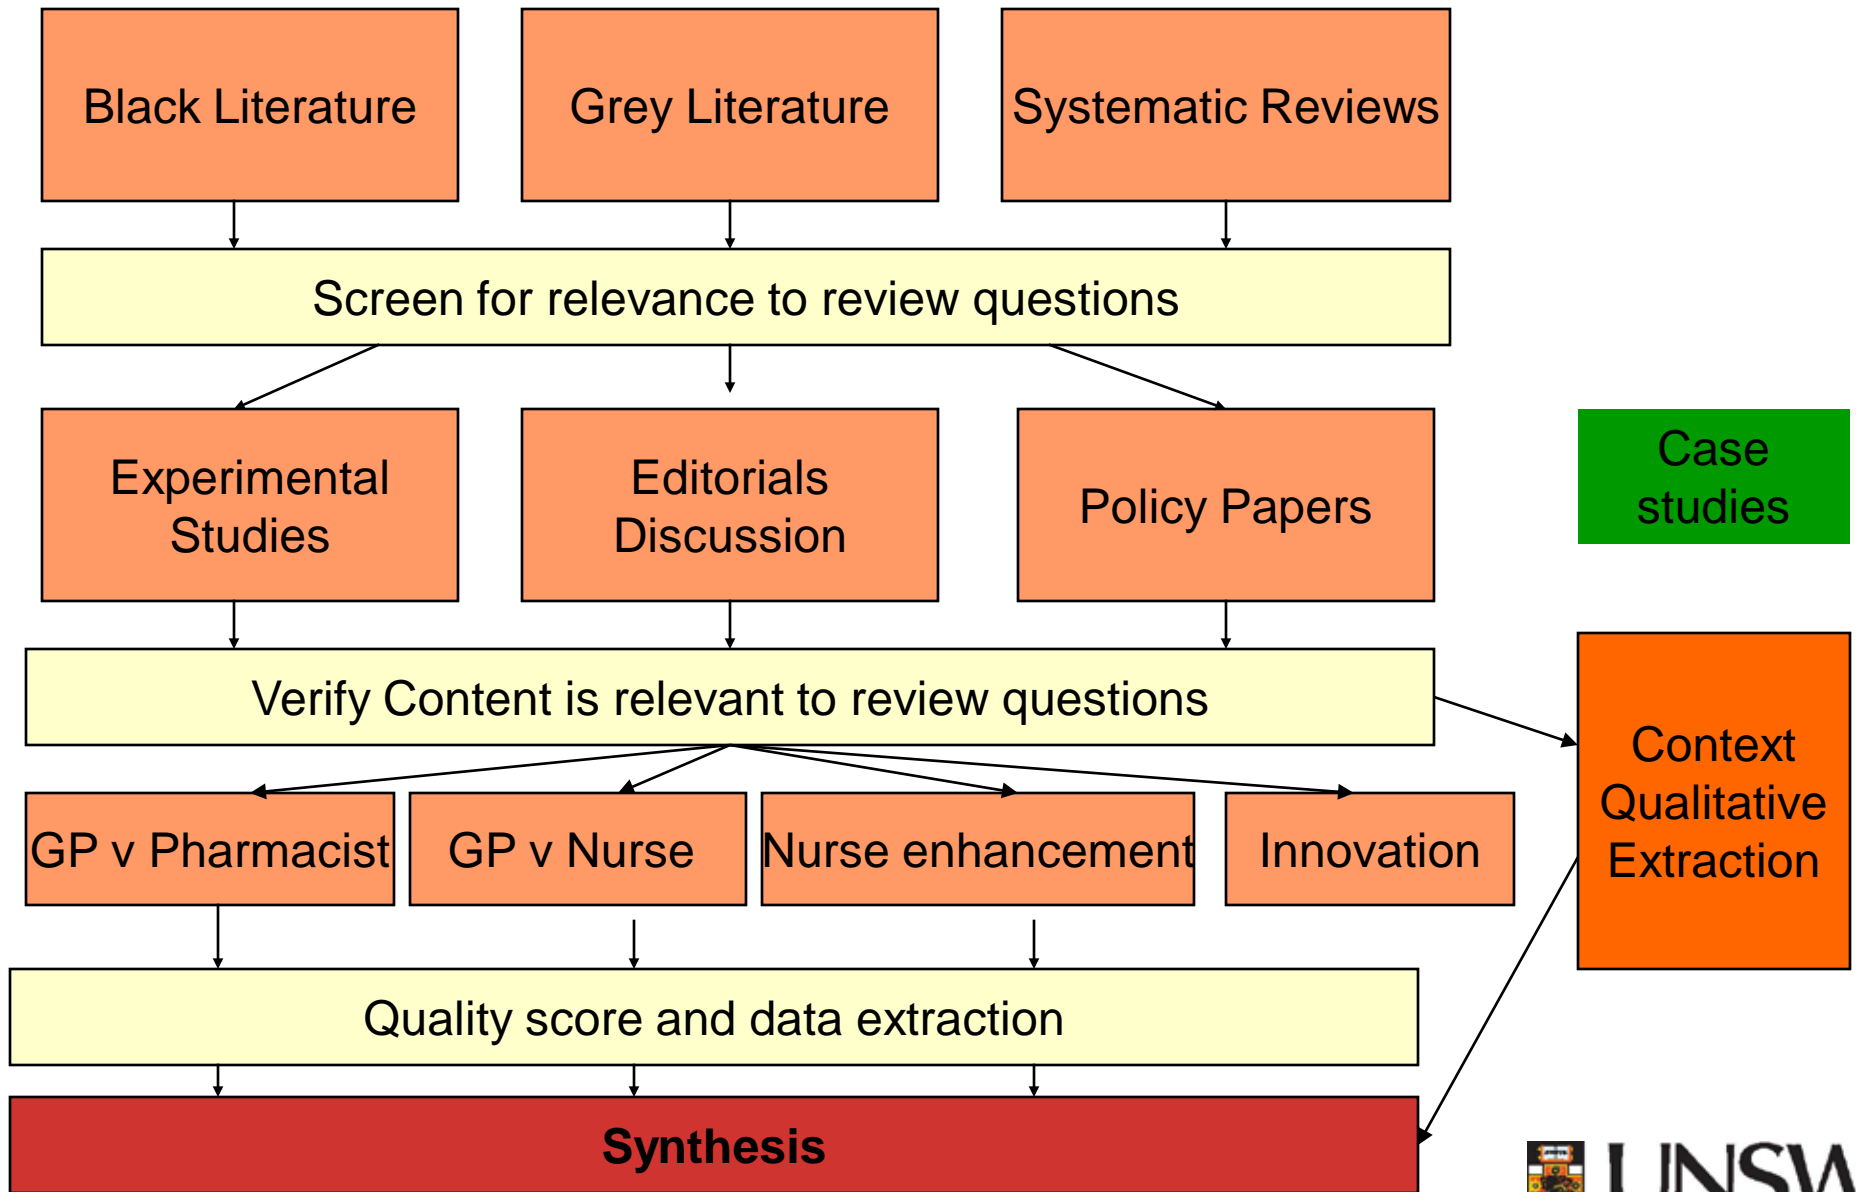 Black Literature
Grey Literature
Systematic Reviews
Screen for relevance to review questions
Experimental
Studies
Editorials
Discussion
Policy Papers
Case
studies
Verify Content is relevant to review questions
Context
Qualitative
Extraction
GP v Pharmacist
GP v Nurse
Nurse enhancement
Innovation
Quality score and data extraction
Synthesis
UNSW